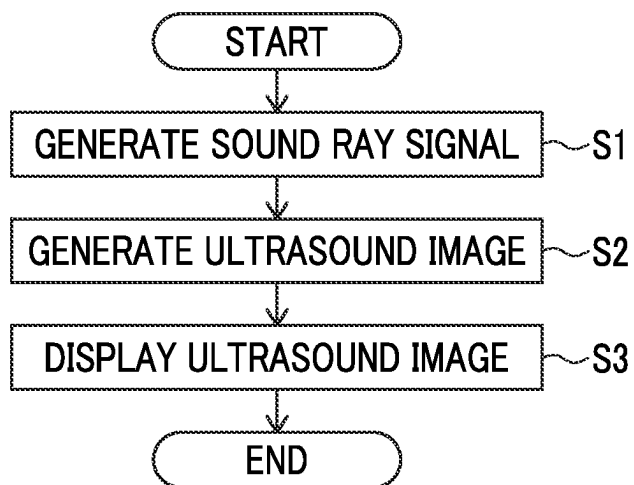 START
GENERATE SOUND RAY SIGNAL S1
GENERATE ULTRASOUND IMAGE S2
DISPLAY ULTRASOUND IMAGE S3
END